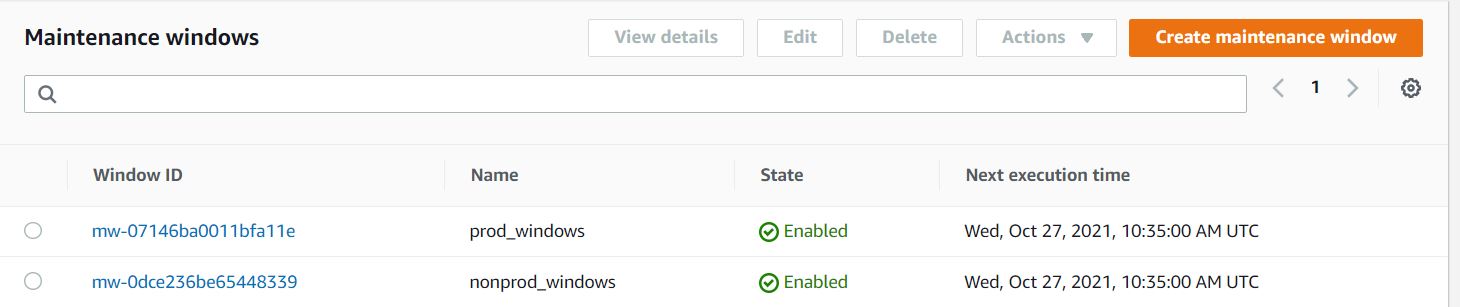 Maintenance windows View details Edit Delete Actions Create maintenance window
1
Window ID Name State Next execution time
mw-07146ba0011bfa11e prod_windows Enabled Wed, Oct 27, 2021, 10:35:00 AM UTC
mw-0dce236be65448339 nonprod_windows Enabled Wed, Oct 27, 2021, 10:35:00 AM UTC